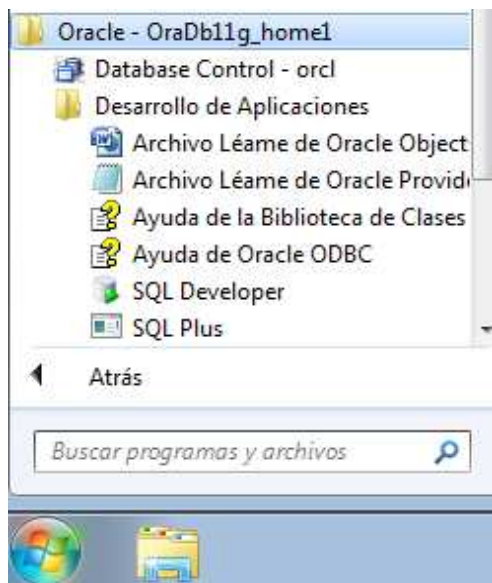 Oracle - OraDb11g_home1
Database Control - orcl
Desarrollo de Aplicaciones
Archivo Léame de Oracle Object
Archivo Léame de Oracle Provid
Ayuda de la Biblioteca de Clases
Ayuda de Oracle ODBC
SQL Developer
SQL Plus
Atrás
Buscar programas y archivos